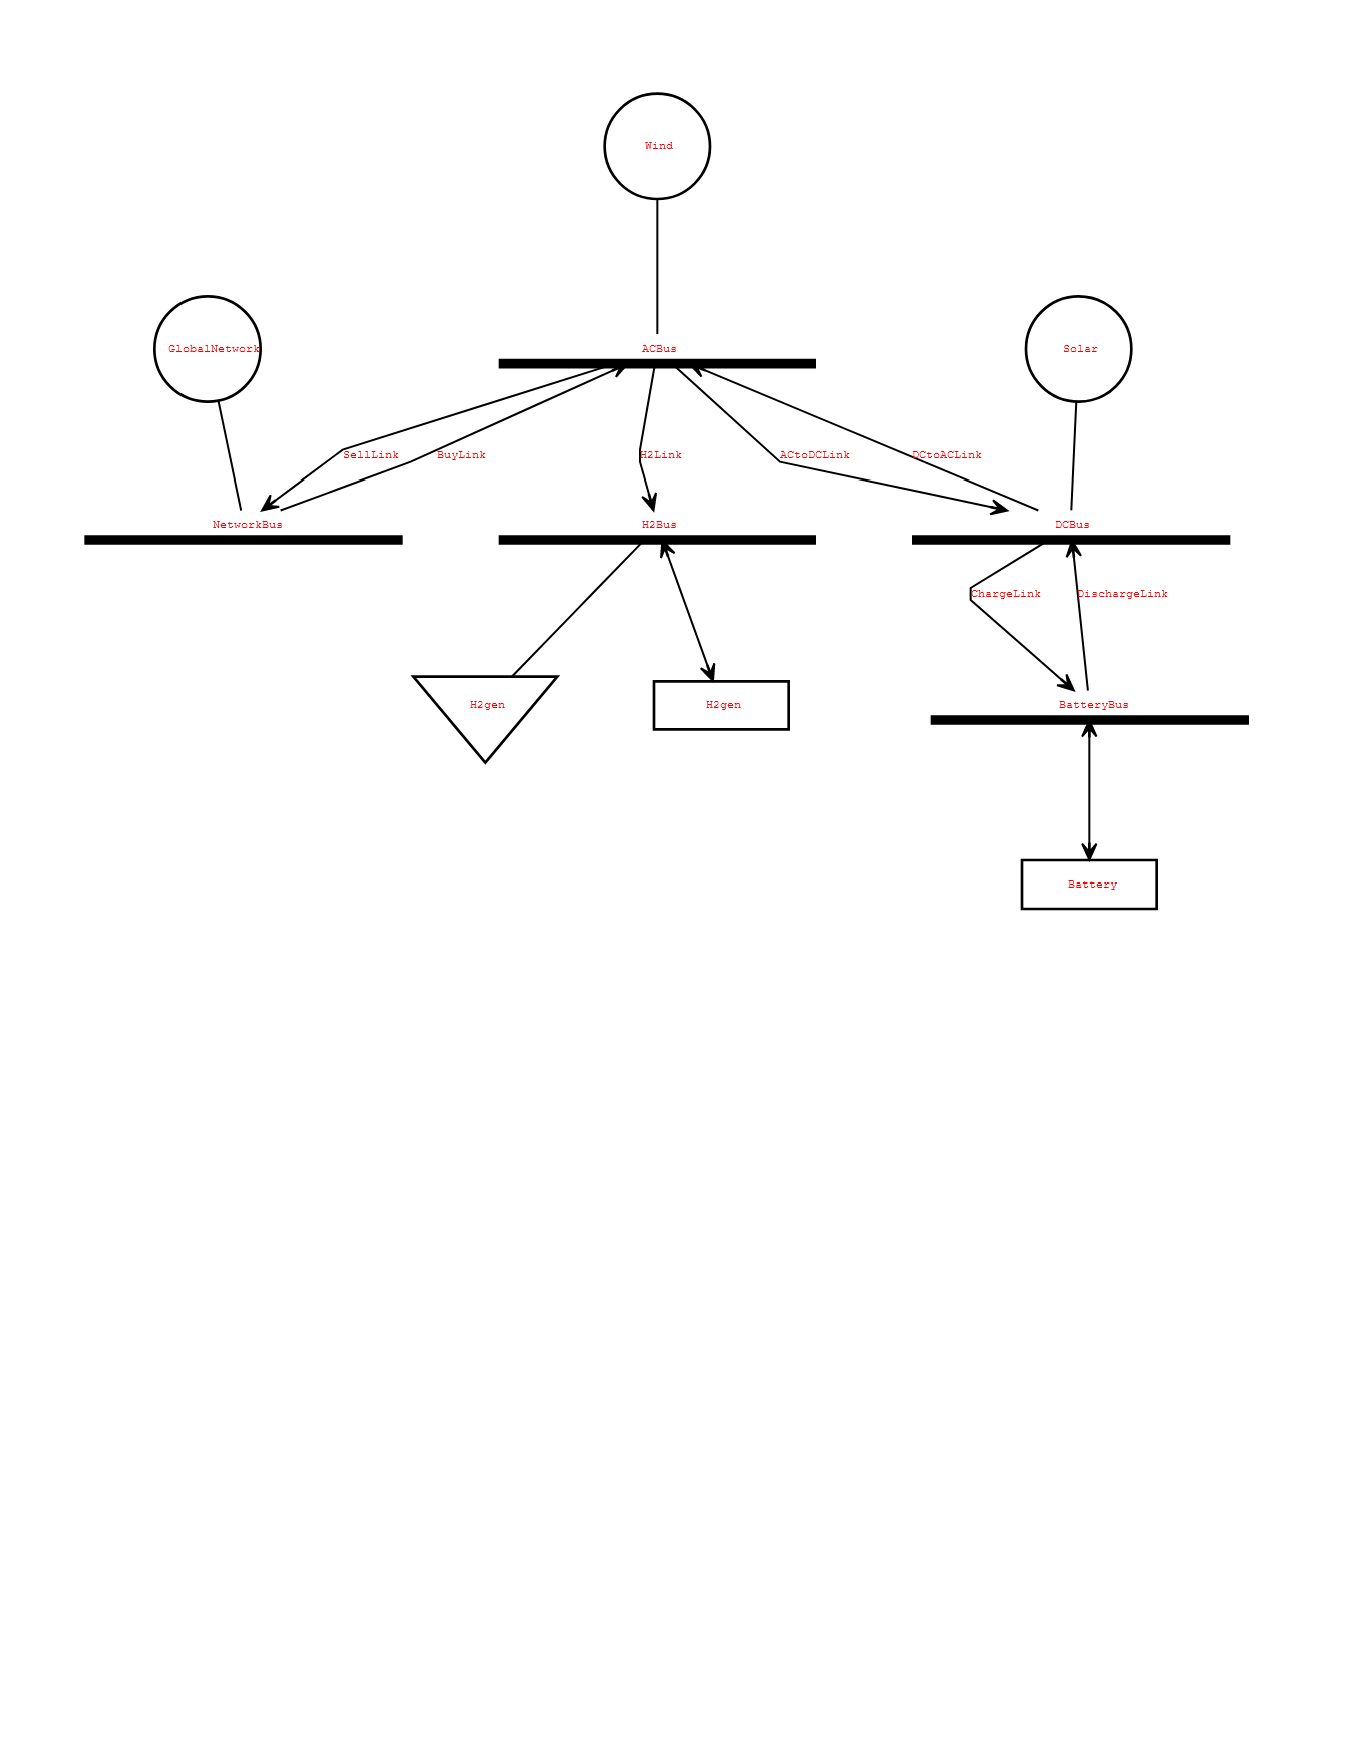 Wind
GlobalNetwork
ACBus
Solar
SellLink
BuyLink
H2Link
ACtoDCLink
DCtoACLink
NetworkBus
H2Bus
DCBus
ChargeLink
DischargeLink
H2gen
H2gen
BatteryBus
Battery